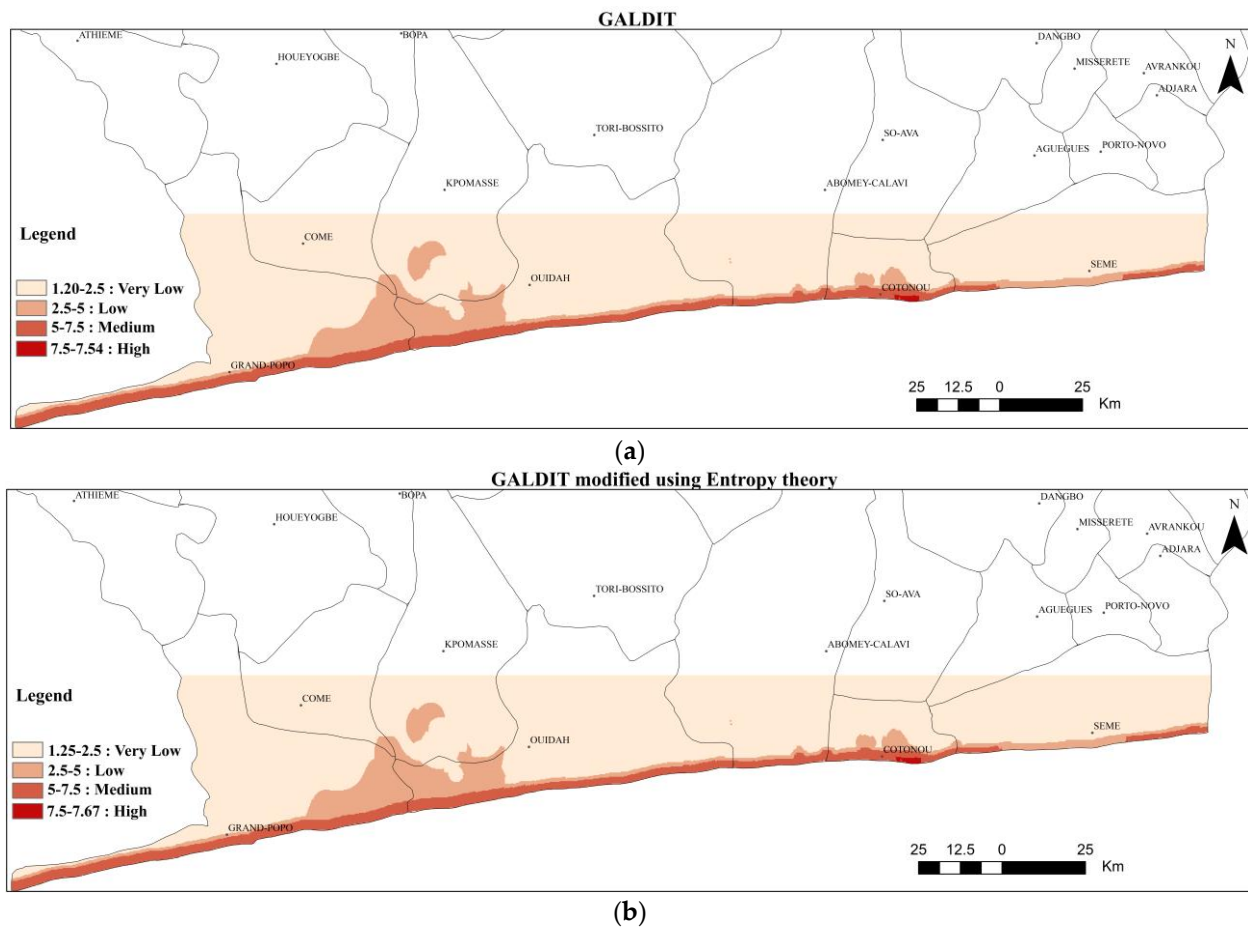 GALDIT
ATHIEME
BOPA
DANGBO
HOUEYOGBE
N
MISSERETE
AVRANKOU
ADJARA
TORI-BOSSITO
SO-AVA
AGUEGUES
PORTO-NOVO
KPOMASSE
ABOMEY-CALAVI
Legend
COME
SEME
OUIDAH
1.20-2.5 : Very Low
COTONOU
2.5-5 : Low
5-7.5 : Medium
7.5-7.54 : High
GRAND-POPO
25 12.5 0 25
Km
(a)
GALDIT modified using Entropy theory
ATHIEME
BOPA
DANGBO
N
HOUEYOGBE
MISSERETE
AVRANKOU
ADJARA
TORI-BOSSITO
SO-AVA
AGUEGUES
PORTO-NOVO
KPOMASSE
ABOMEY-CALAVI
Legend
COME
SEME
OUIDAH
1.25-2.5 : Very Low
COTONOU
2.5-5 : Low
5-7.5 : Medium
7.5-7.67 : High
GRAND-POPO
25 12.5 0 25
Km
(b)